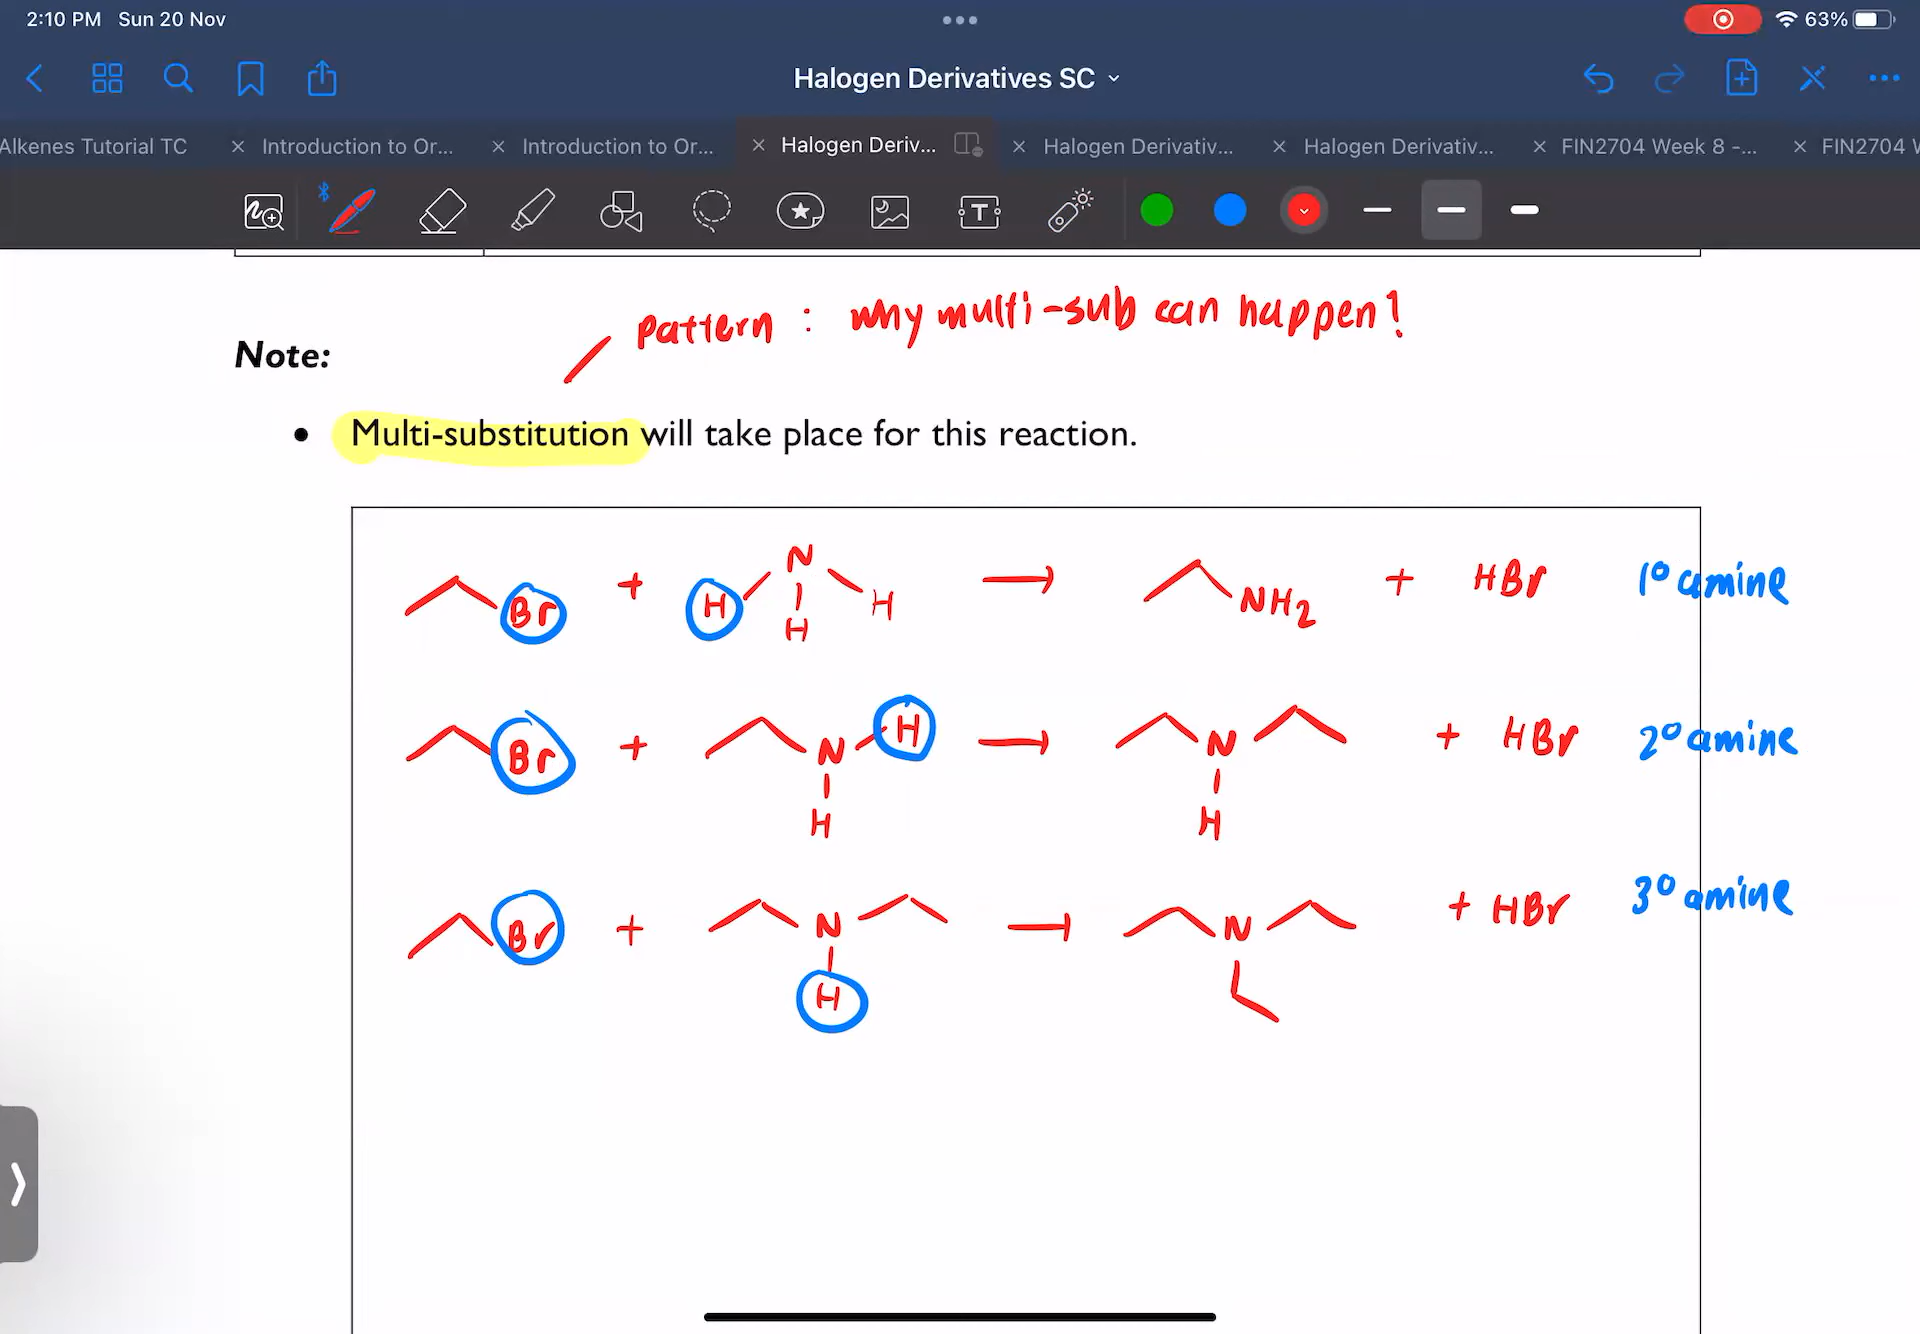 2:10 PM Sun 20 Nov 63%
Halogen Derivatives SC
Alkenes Tutorial TC × Introduction to Or... × Introduction to Or... × Halogen Deriv... × Halogen Derivativ... × Halogen Derivativ... × FIN2704 Week 8 -... × FIN2704 W
T
pattern : why multi-sub can happen!
Note:
• Multi-substitution will take place for this reaction.
Br + H N H H → NH2 + HBr 1° amine
Br + N H H → N H + HBr 2° amine
Br + N H → N + HBr 3° amine